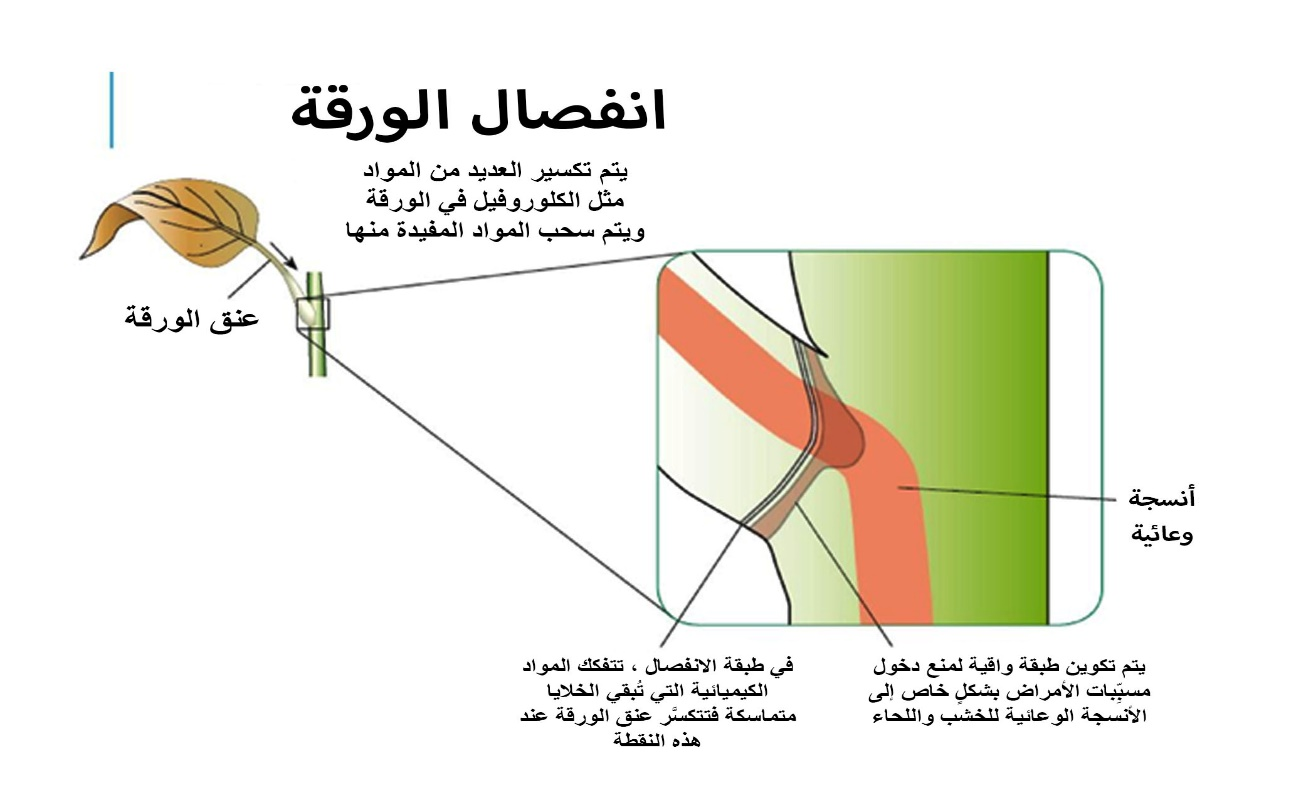 انفصال الورقة
يتم تكسير العديد من المواد
مثل الكلوروفيل في الورقة
ويتم سحب المواد المفيدة منها
عنق الورقة
أنسجة
وعائية
يتم تكوين طبقة واقية لمنع دخول
مسبِّبات الأمراض بشكلٍ خاص إلى
الأنسجة الوعائية للخشب واللحاء
في طبقة الانفصال ، تتفكك المواد
الكيميائية التي تُبقي الخلايا
متماسكة فتتكسَّر عنق الورقة عند
هذه النقطة